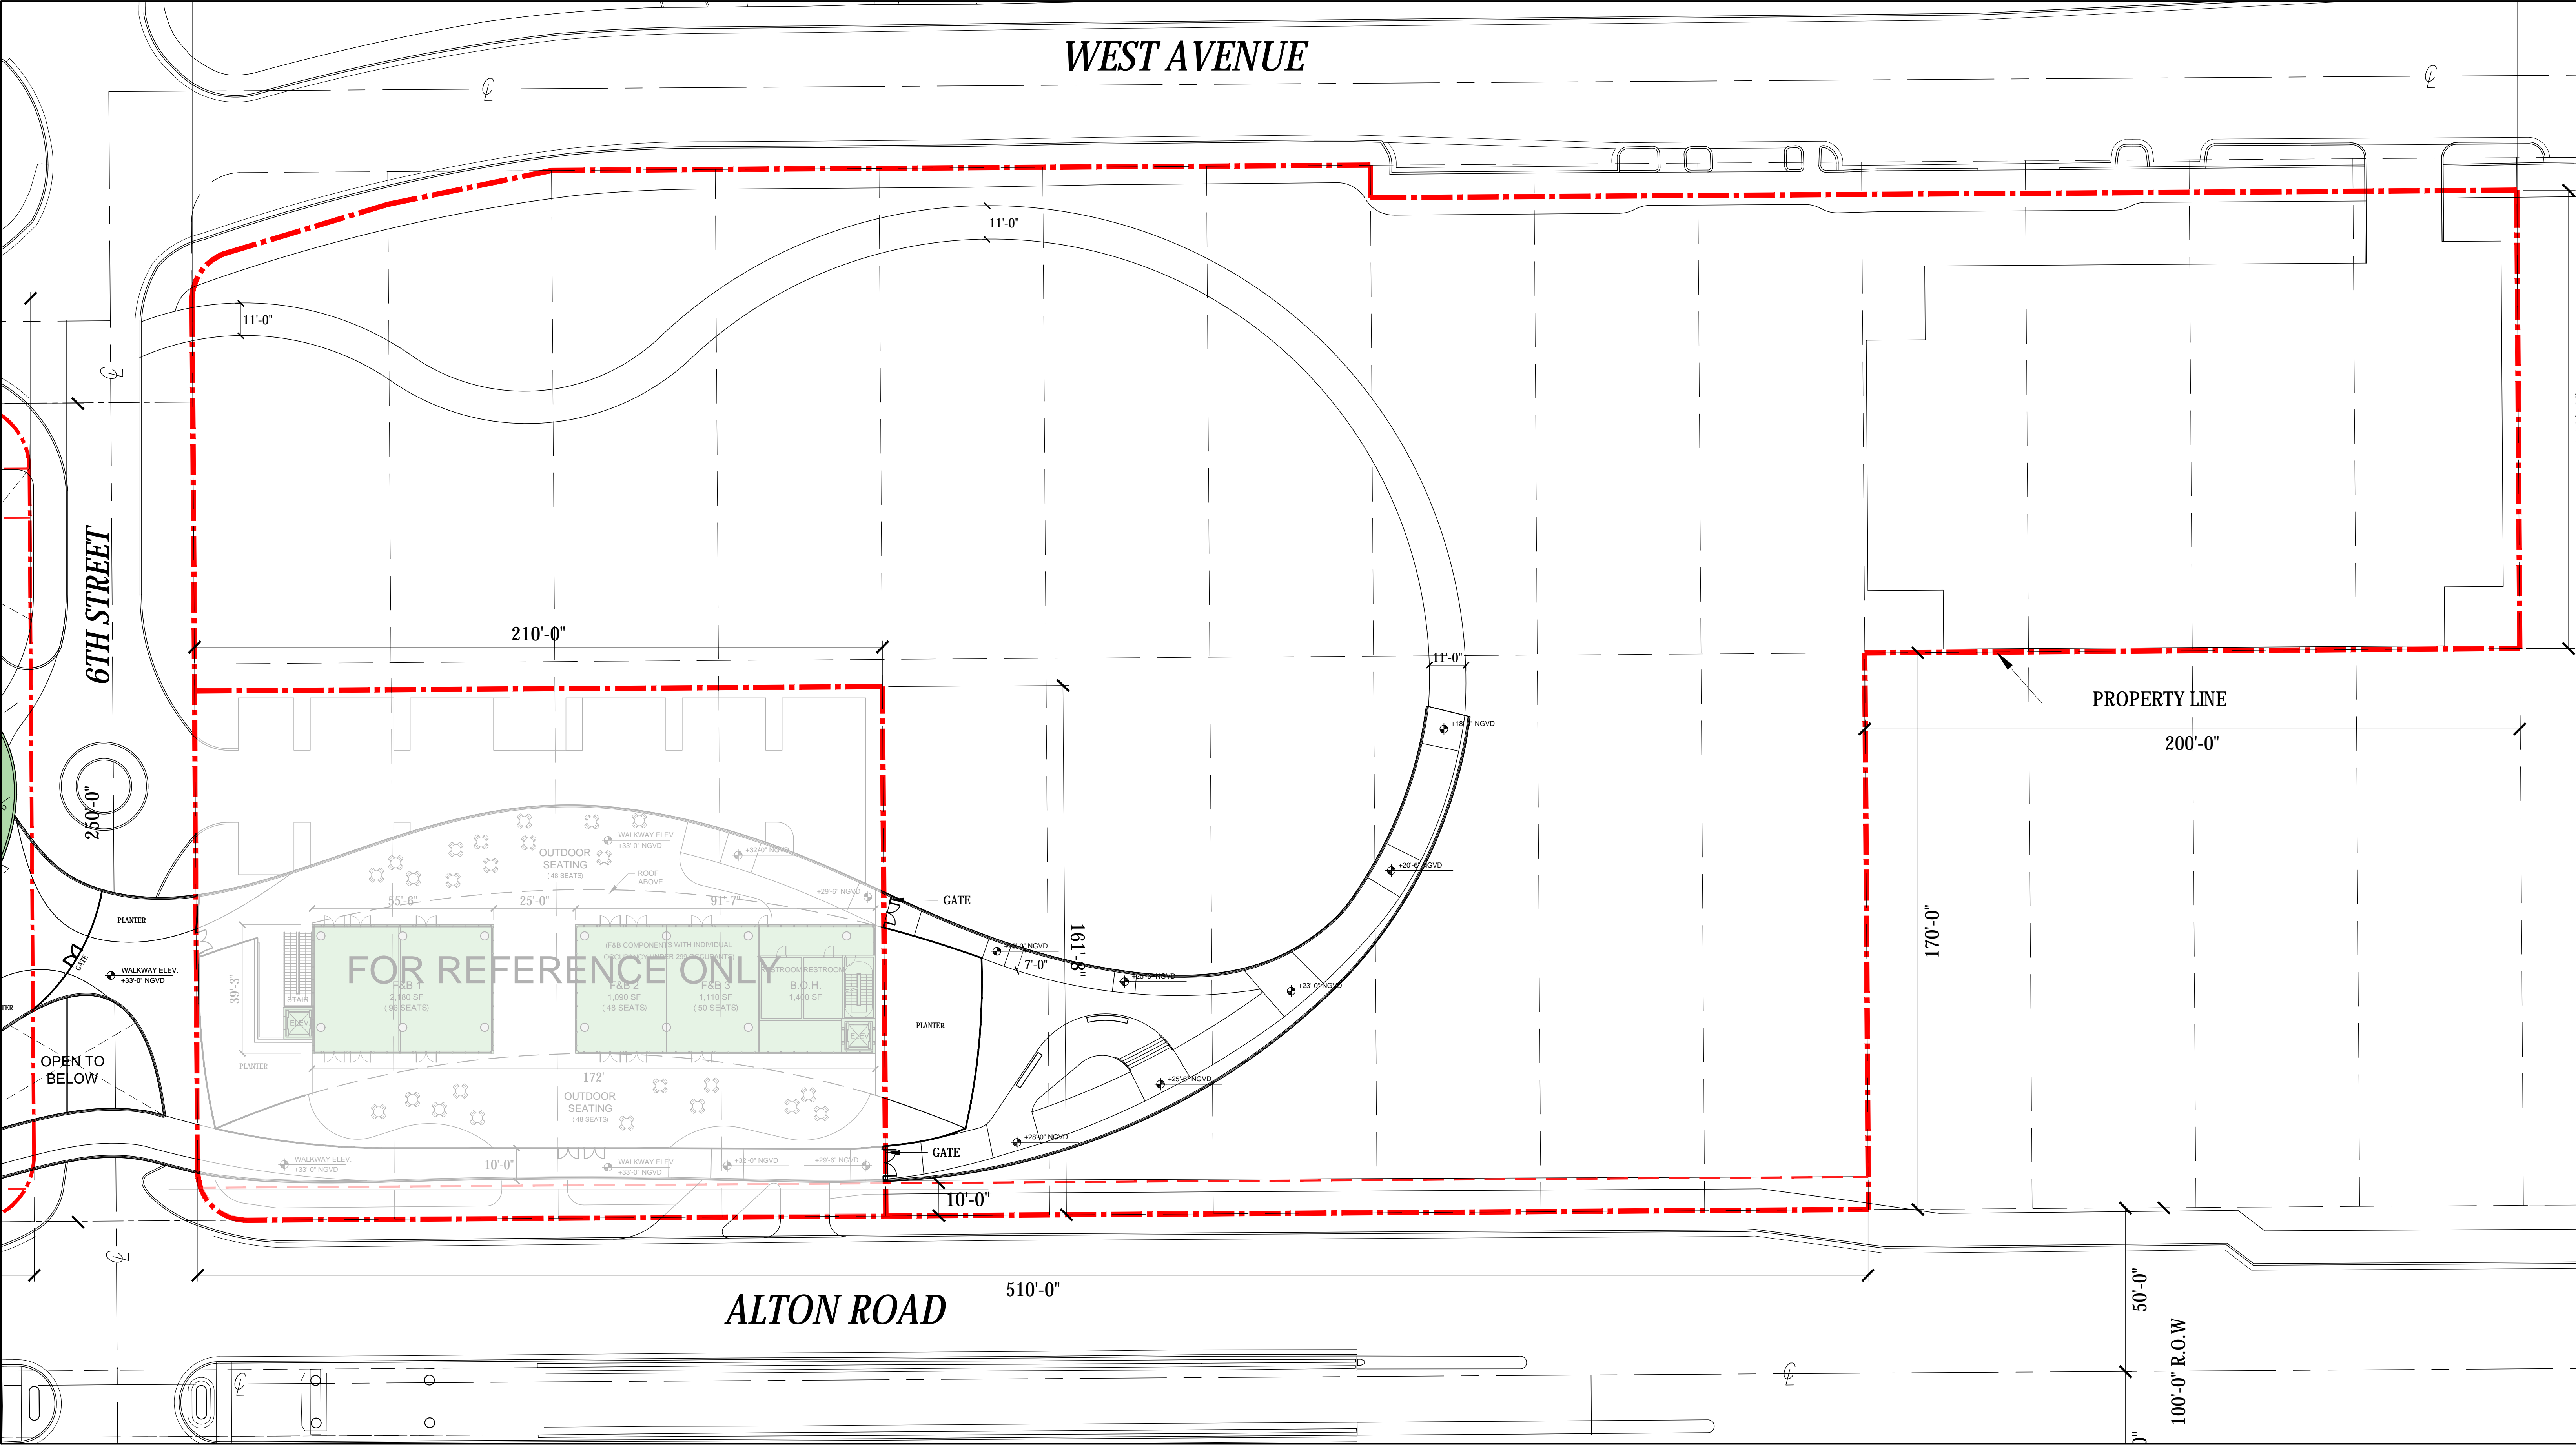 WEST AVENUE
11'-0"
11'-0"
6TH STREET
210'-0"
11'-0"
PROPERTY LINE
200'-0"
+18'-0" NGVD
250'-0"
OUTDOOR
SEATING
( 48 SEATS)
WALKWAY ELEV.
+33'-0" NGVD
+32'-0" NGVD
ROOF
ABOVE
+29'-6" NGVD
+20'-6" NGVD
55'-6"
25'-0"
91'-7"
GATE
PLANTER
161'-8"
170'-0"
(F&B COMPONENTS WITH INDIVIDUAL
7'-0"
GATE
FOR REFERENCE ONLY
WALKWAY ELEV.
+33'-0" NGVD
39'-3"
STAIR
ELEV
F&B 1
2,180 SF
( 96 SEATS)
F&B 2
1,090 SF
( 48 SEATS)
F&B 3
1,110 SF
( 50 SEATS)
RESTROOM
RESTROOM
B.O.H.
1,400 SF
ELEV
+23'-0" NGVD
PLANTER
OPEN TO
BELOW
PLANTER
172'
+25'-6" NGVD
OUTDOOR
SEATING
( 48 SEATS)
+28'-0" NGVD
GATE
WALKWAY ELEV.
+33'-0" NGVD
10'-0"
WALKWAY ELEV.
+33'-0" NGVD
+32'-0" NGVD
+29'-6" NGVD
10'-0"
510'-0"
ALTON ROAD
50'-0"
100'-0" R.O.W